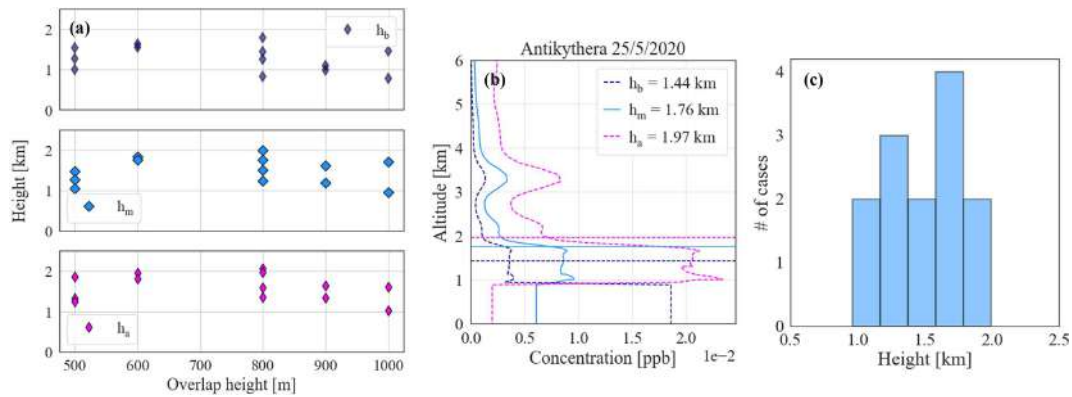 (a)
h_b
2
1
0
2
1
0
h_m
2
1
0
h_a
Height [km]
500 600 700 800 900 1000
Overlap height [m]
Antikythera 25/5/2020
(b)
h_b = 1.44 km
h_m = 1.76 km
h_a = 1.97 km
6
5
4
3
2
1
0
Altitude [km]
0.0 0.5 1.0 1.5 2.0
1e−2
Concentration [ppb]
(c)
4
3
2
1
0
# of cases
0.5 1.0 1.5 2.0 2.5
Height [km]